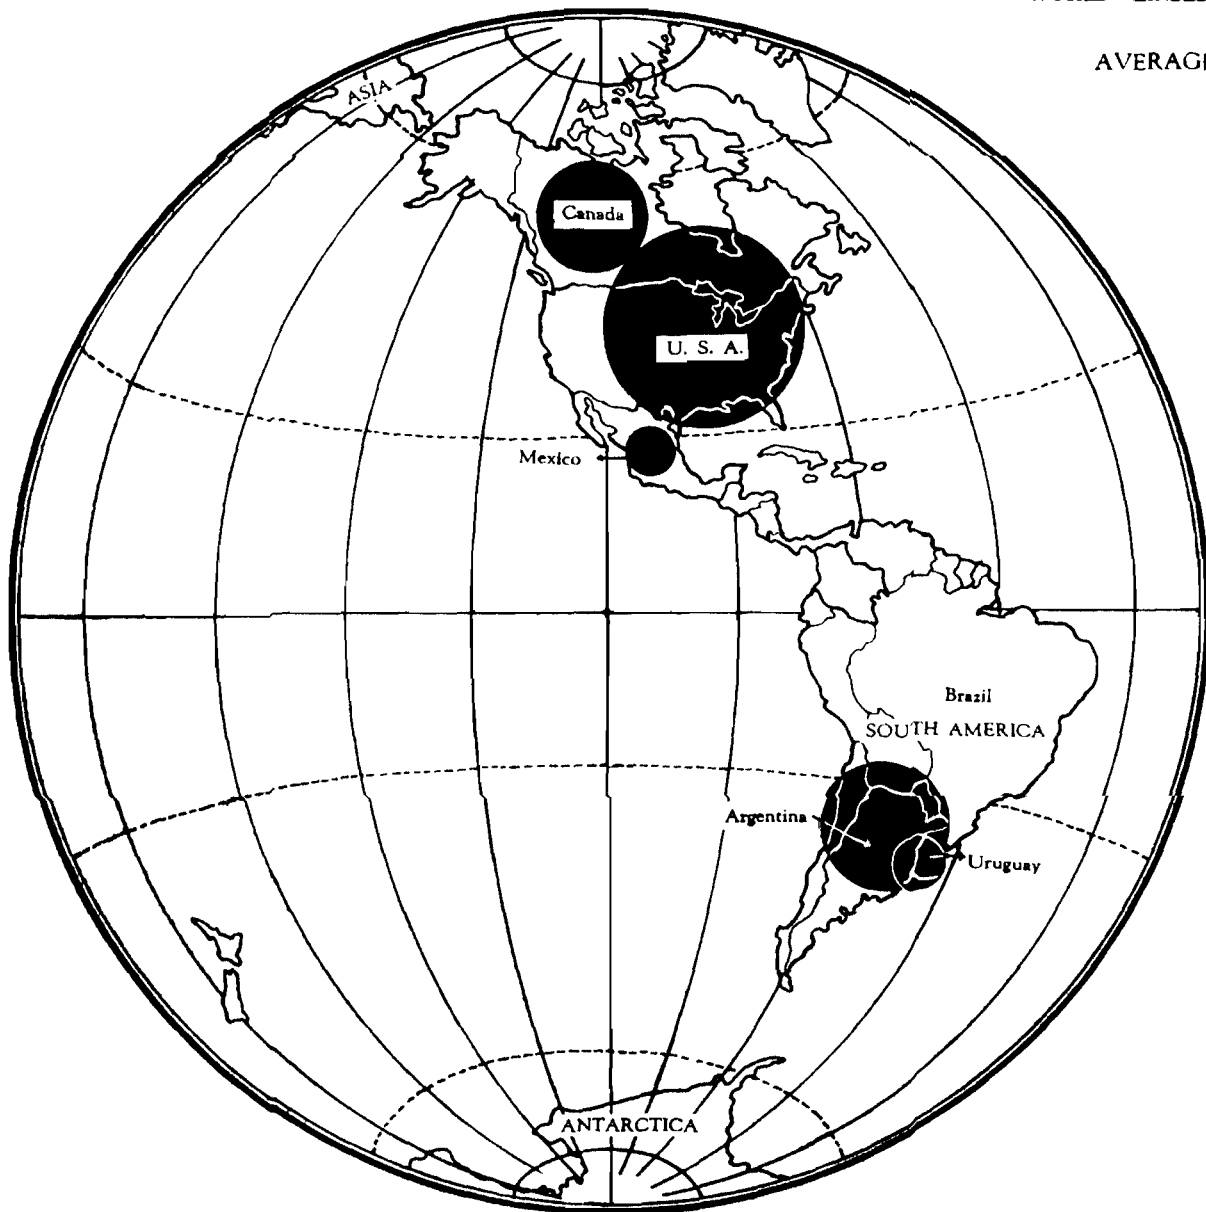 AVERAGE
ASIA
Canada
U. S. A.
Mexico
Brazil
SOUTH AMERICA
Argentina
Uruguay
ANTARCTICA